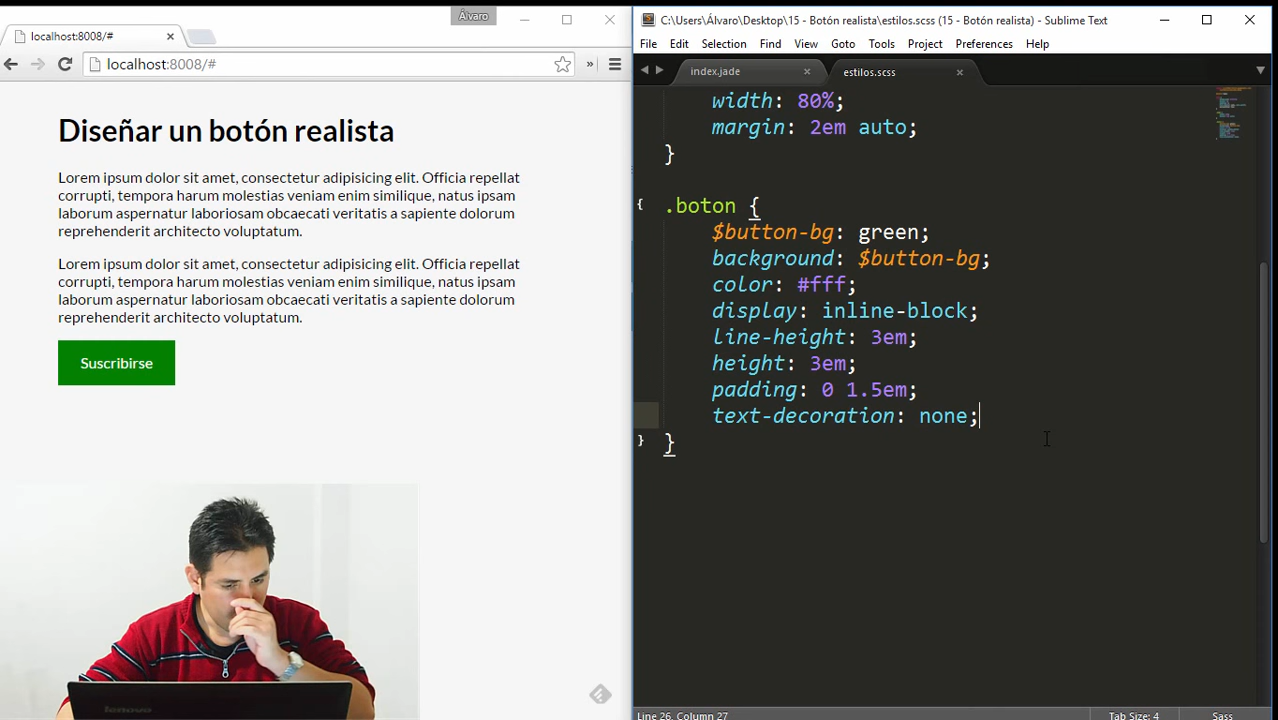 Álvaro
localhost:8008/#
localhost:8008/#
»
Diseñar un botón realista
Lorem ipsum dolor sit amet, consectetur adipisicing elit. Officia repellat
corrupti, tempora harum molestias veniam enim similique, natus ipsam
laborum aspernatur laboriosam obcaecati veritatis a sapiente dolorum
reprehenderit architecto voluptatum.
Lorem ipsum dolor sit amet, consectetur adipisicing elit. Officia repellat
corrupti, tempora harum molestias veniam enim similique, natus ipsam
laborum aspernatur laboriosam obcaecati veritatis a sapiente dolorum
reprehenderit architecto voluptatum.
Suscribirse
C:\Users\Álvaro\Desktop\15 - Botón realista\estilos.scss (15 - Botón realista) - Sublime Text
File Edit Selection Find View Goto Tools Project Preferences Help
index.jade estilos.scss
width: 80%;
margin: 2em auto;
}
.boton {
$button-bg: green;
background: $button-bg;
color: #fff;
display: inline-block;
line-height: 3em;
height: 3em;
padding: 0 1.5em;
text-decoration: none;
}
Line 26, Column 27 Tab Size: 4 Sass